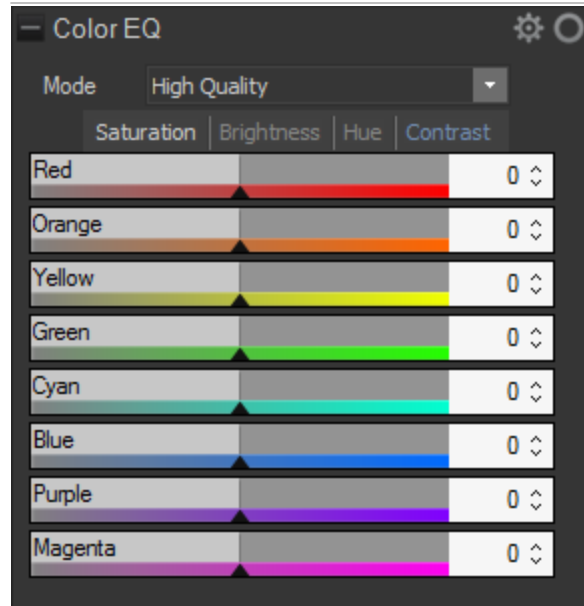 Color EQ
Mode High Quality
Saturation Brightness Hue Contrast
Red 0
Orange 0
Yellow 0
Green 0
Cyan 0
Blue 0
Purple 0
Magenta 0